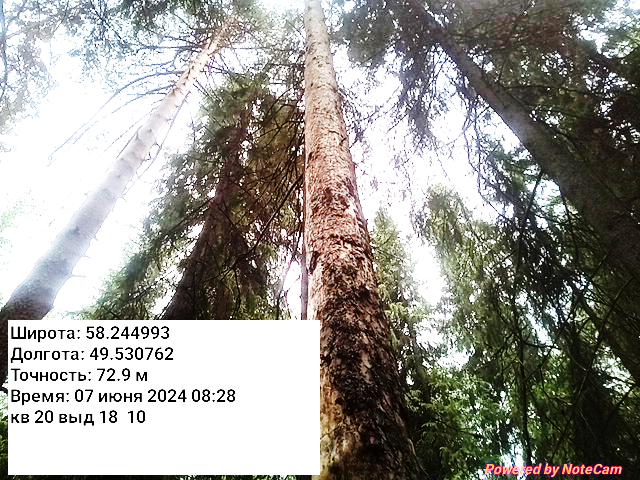 Широта: 58.244993
Долгота: 49.530762
Точность: 72.9 м
Время: 07 июня 2024 08:28
кв 20 выд 18  10
Powered by NoteCam